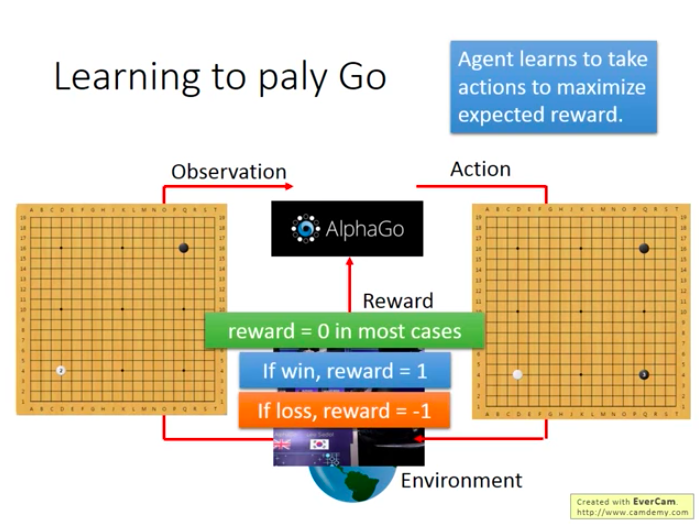 Learning to paly Go
Agent learns to take
actions to maximize
expected reward.
Observation
Action
AlphaGo
Reward
reward = 0 in most cases
If win, reward = 1
If loss, reward = -1
Environment
Created with EverCam.
http://www.camdemy.com